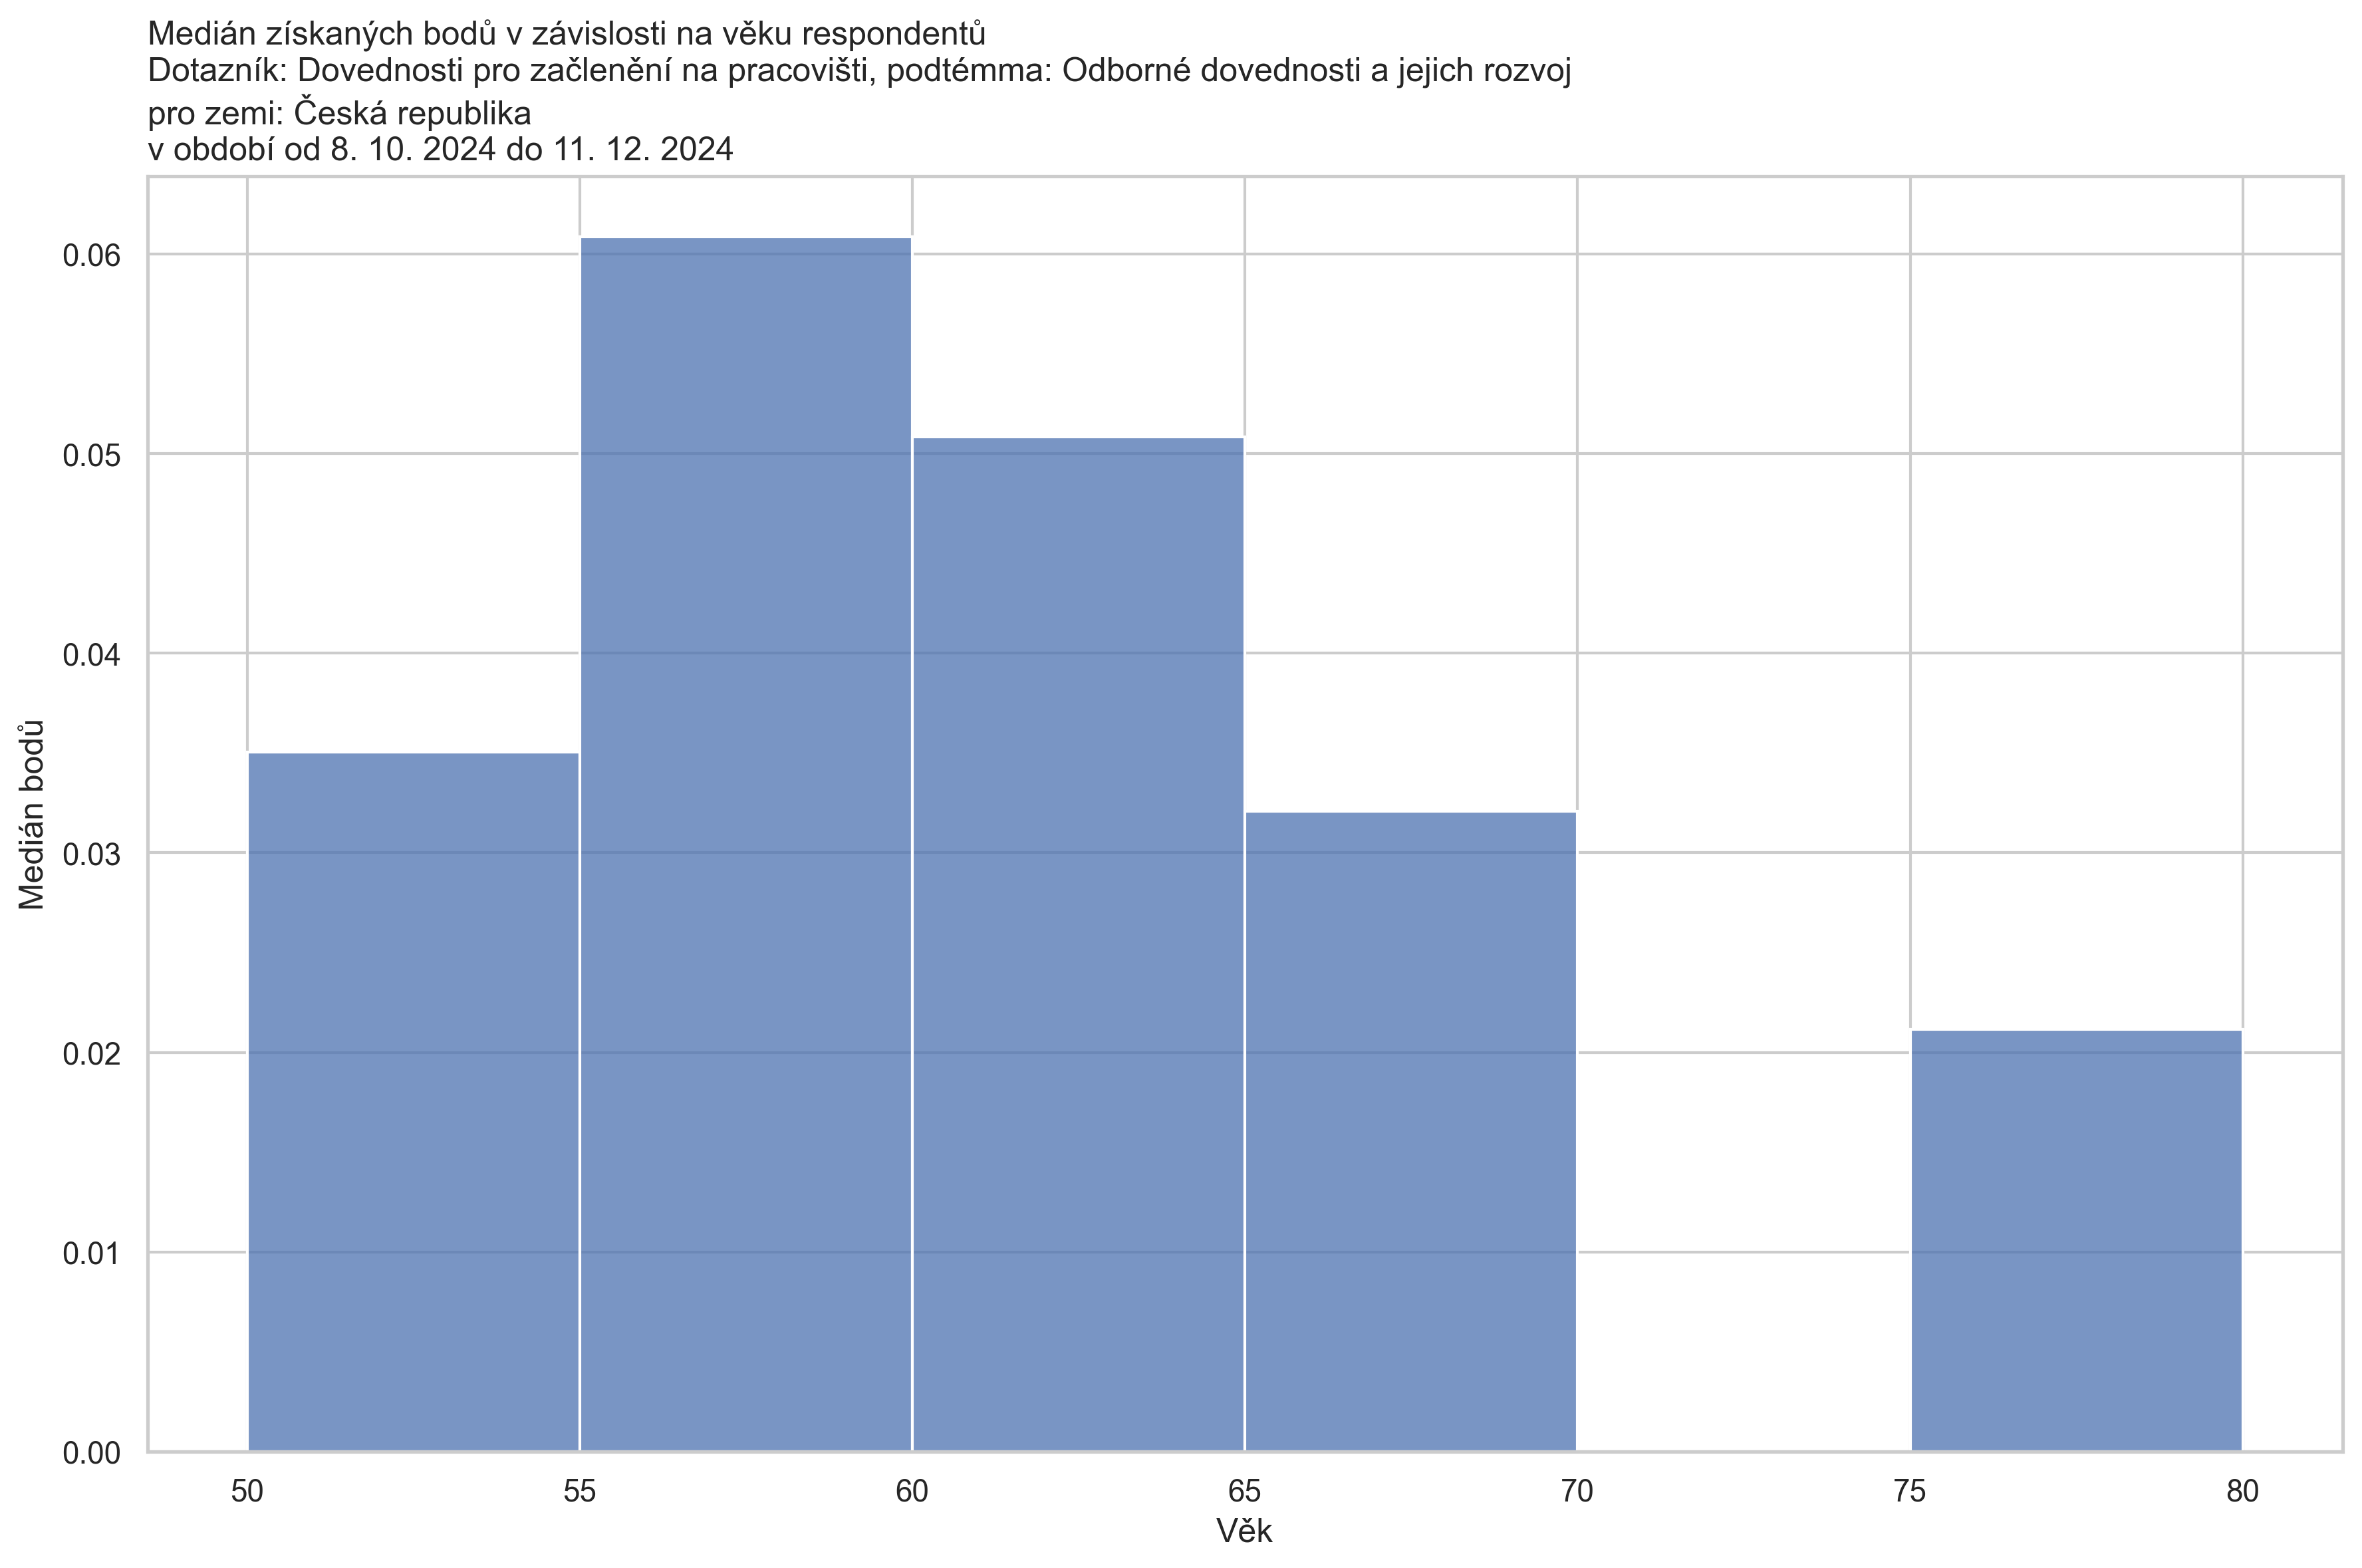 Medián získaných bodů v závislosti na věku respondentů
Dotazník: Dovednosti pro začlenění na pracovišti, podtémma: Odborné dovednosti a jejich rozvoj
pro zemi: Česká republika
v období od 8. 10. 2024 do 11. 12. 2024
0.06
0.05
0.04
0.03
0.02
0.01
0.00
Medián bodů
50 55 60 65 70 75 80
Věk